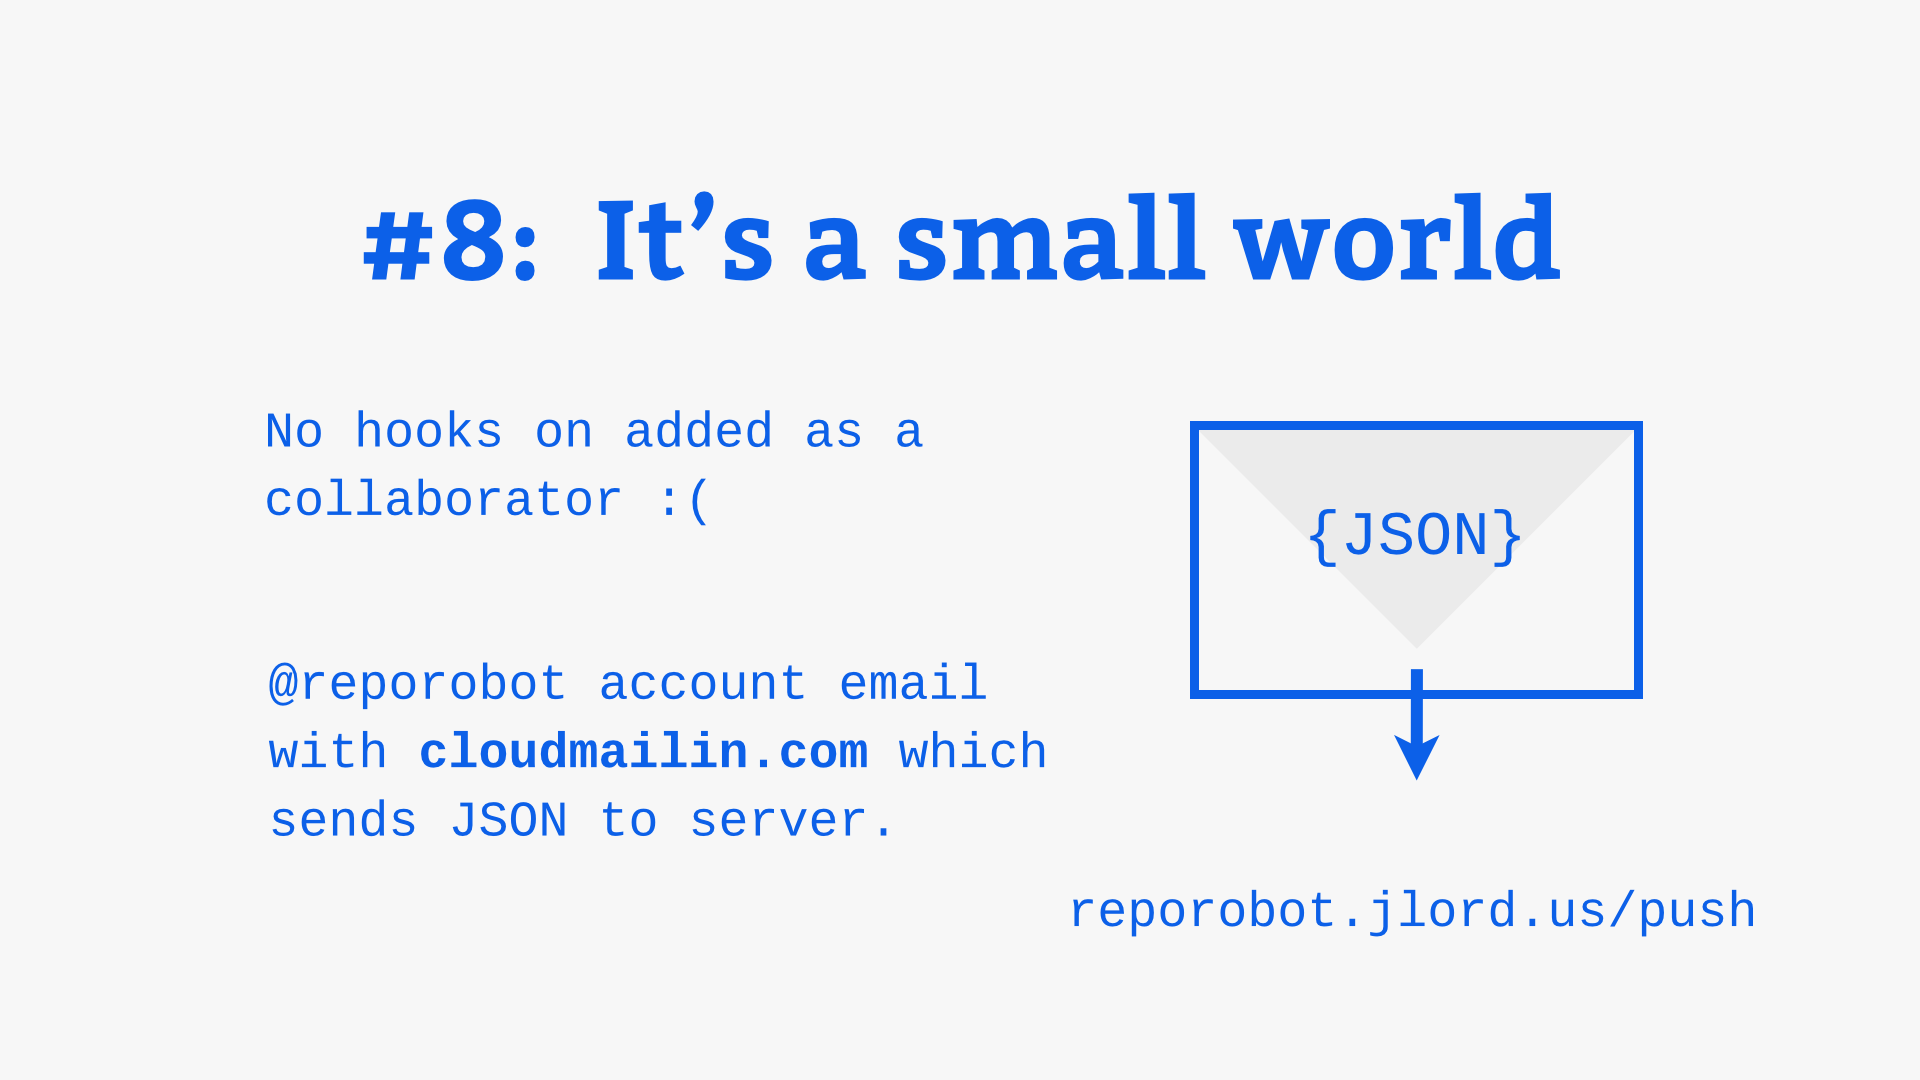 #8:  It’s a small world
No hooks on added as a
collaborator :(
@reporobot account email
with cloudmailin.com which
sends JSON to server.
{JSON}
reporobot.jlord.us/push